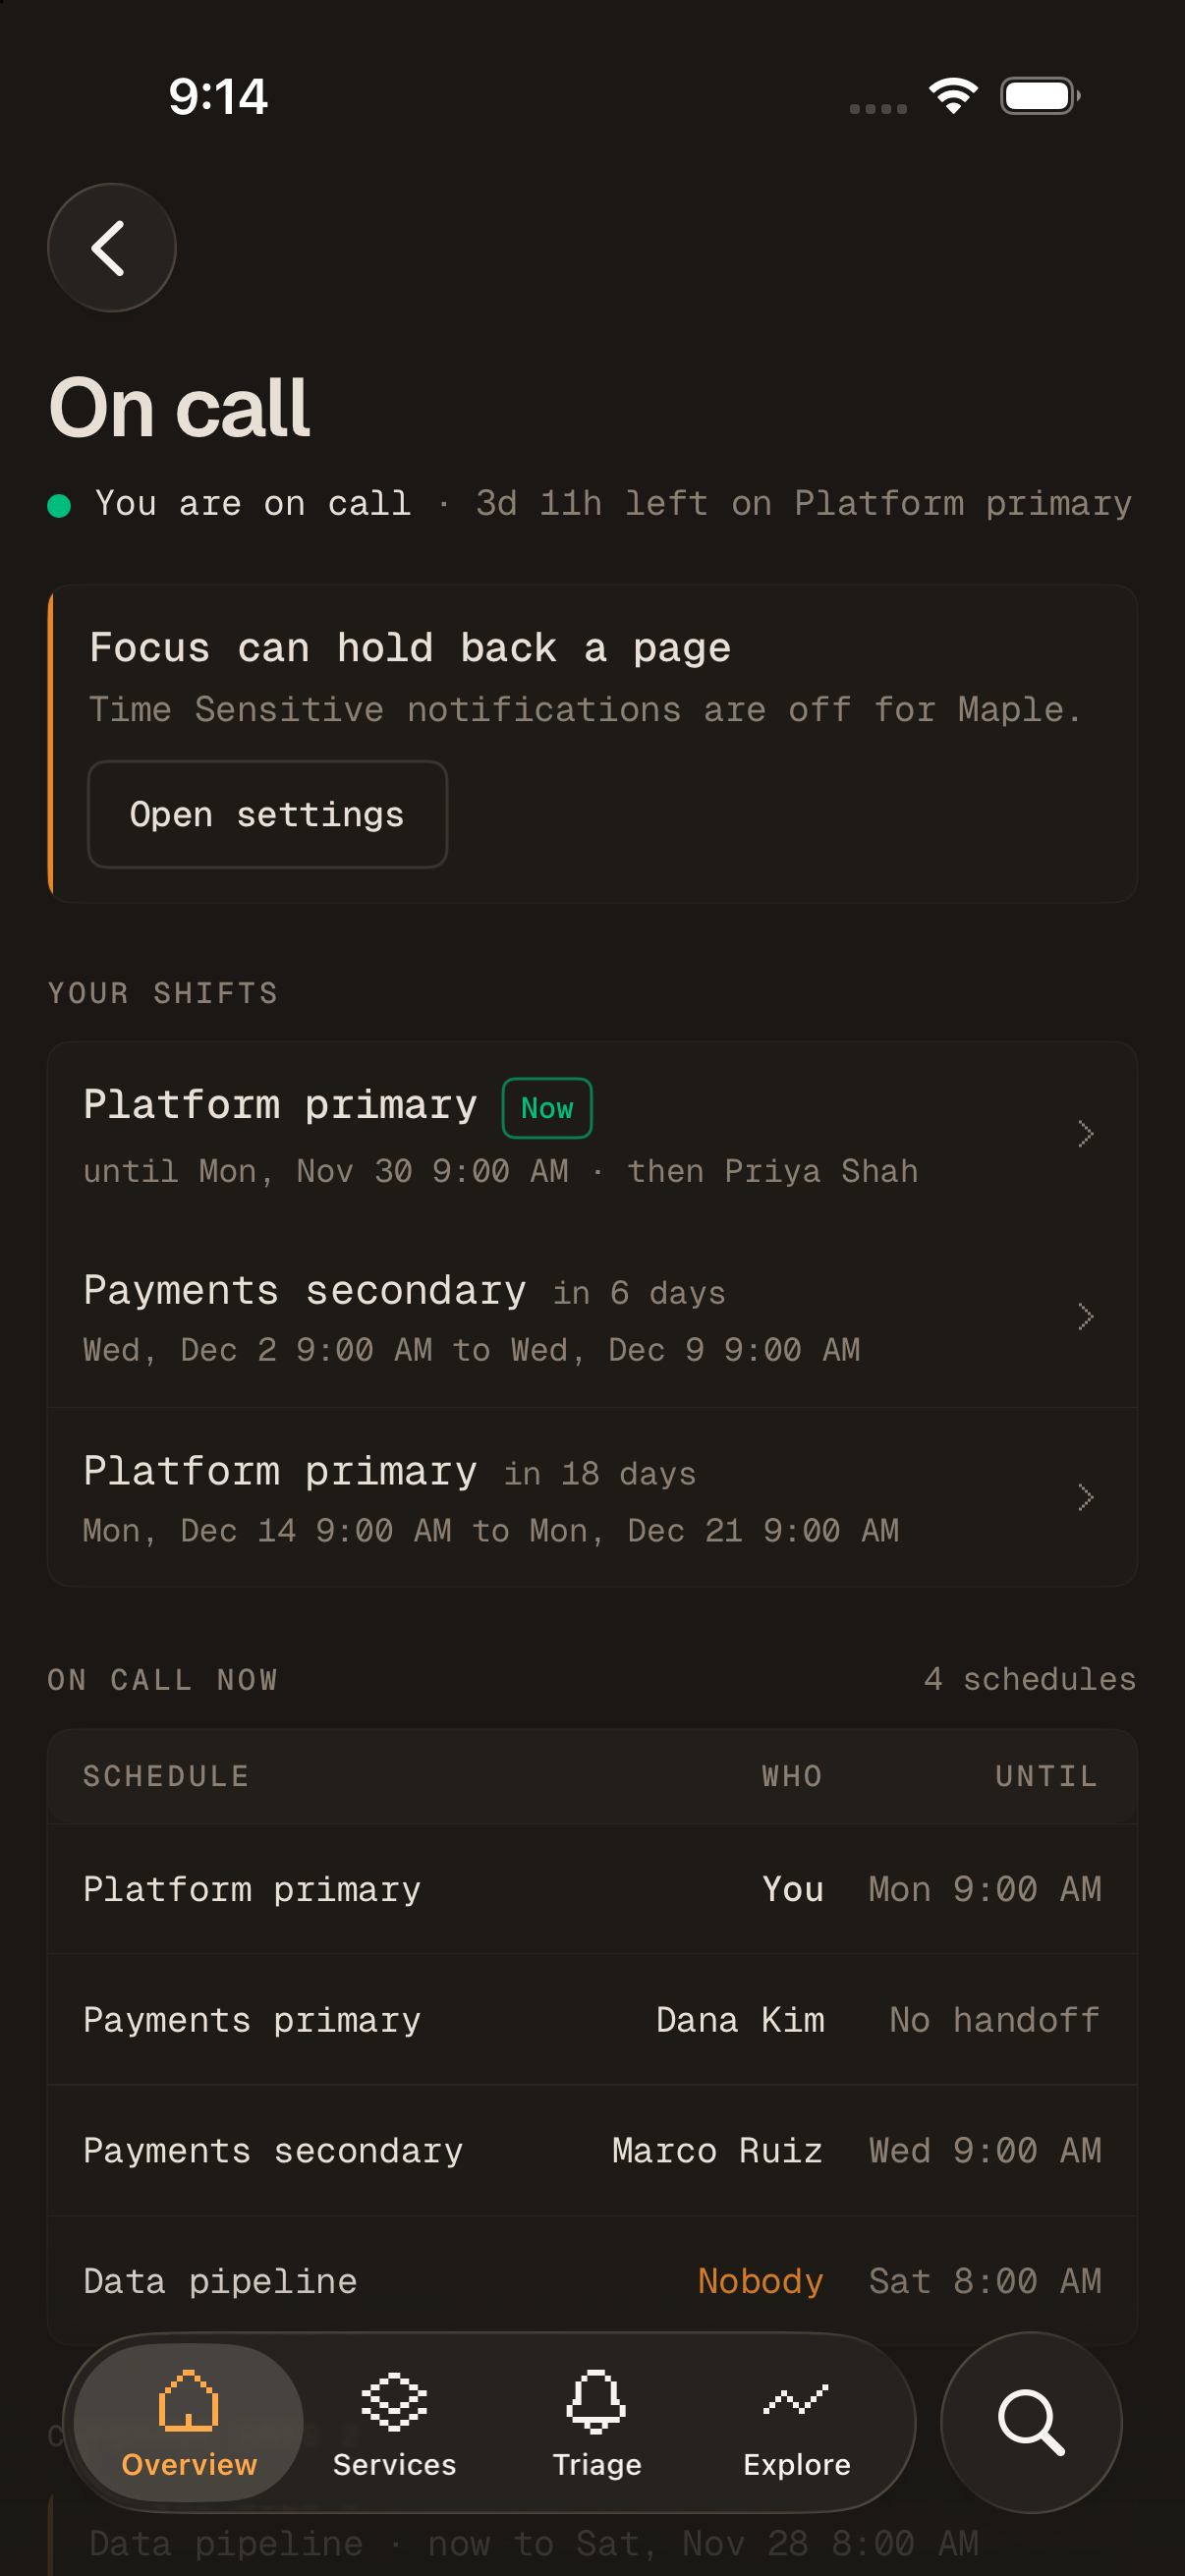 9:14
On call
You are on call · 3d 11h left on Platform primary
Focus can hold back a page
Time Sensitive notifications are off for Maple.
Open settings
YOUR SHIFTS
Platform primary Now
until Mon, Nov 30 9:00 AM · then Priya Shah
Payments secondary in 6 days
Wed, Dec 2 9:00 AM to Wed, Dec 9 9:00 AM
Platform primary in 18 days
Mon, Dec 14 9:00 AM to Mon, Dec 21 9:00 AM
ON CALL NOW 4 schedules
SCHEDULE WHO UNTIL
Platform primary You Mon 9:00 AM
Payments primary Dana Kim No handoff
Payments secondary Marco Ruiz Wed 9:00 AM
Data pipeline Nobody Sat 8:00 AM
Overview Services Triage Explore
Data pipeline · now to Sat, Nov 28 8:00 AM